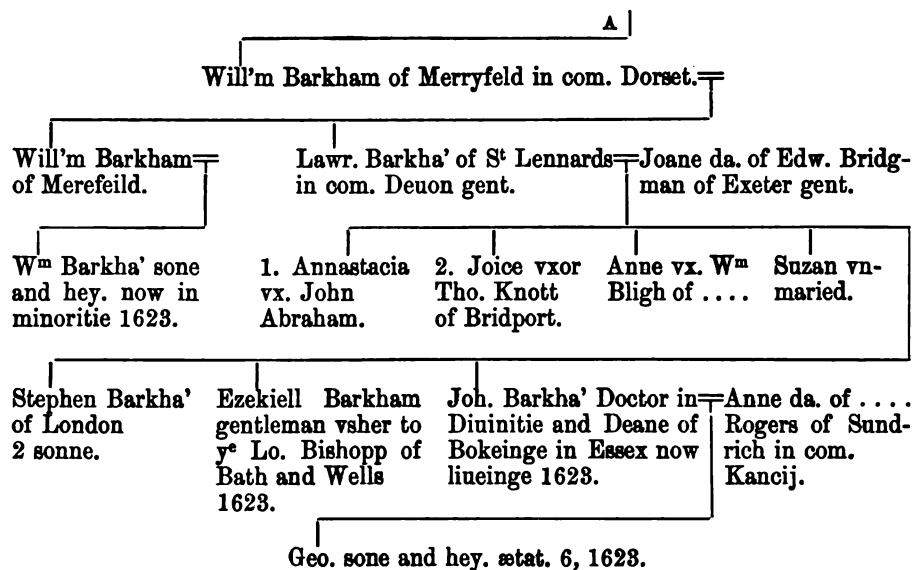 A
Will'm Barkham of Merryfeld in com. Dorset.
Will'm Barkham
of Merefeild.
Lawr. Barkha' of Sᵗ Lennards
in com. Deuon gent.
Joane da. of Edw. Bridg-
man of Exeter gent.
Wᵐ Barkha' sone
and hey. now in
minoritie 1623.
1. Annastacia
vx. John
Abraham.
2. Joice vxor
Tho. Knott
of Bridport.
Anne vx. Wᵐ
Bligh of ....
Suzan vn-
maried.
Stephen Barkha'
of London
2 sonne.
Ezekiell Barkham
gentleman vsher to
yᵉ Lo. Bishopp of
Bath and Wells
1623.
Joh. Barkha' Doctor in
Diuinitie and Deane of
Bokeinge in Essex now
liueinge 1623.
Anne da. of ....
Rogers of Sund-
rich in com.
Kancij.
Geo. sone and hey. ætat. 6, 1623.